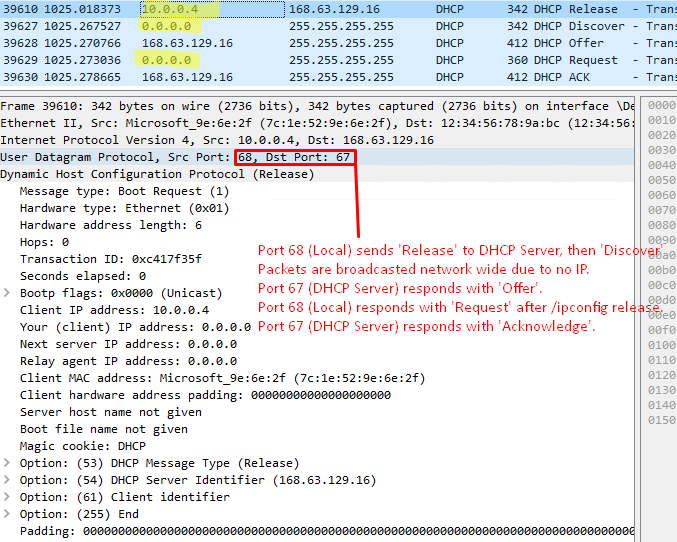 39610 1025.018373 10.0.0.4 168.63.129.16 DHCP 342 DHCP Release - Trans
39627 1025.267527 0.0.0.0 255.255.255.255 DHCP 342 DHCP Discover - Trans
39628 1025.270766 168.63.129.16 255.255.255.255 DHCP 412 DHCP Offer - Trans
39629 1025.273036 0.0.0.0 255.255.255.255 DHCP 360 DHCP Request - Trans
39630 1025.278665 168.63.129.16 255.255.255.255 DHCP 412 DHCP ACK - Trans
Frame 39610: 342 bytes on wire (2736 bits), 342 bytes captured (2736 bits) on interface \De
Ethernet II, Src: Microsoft_9e:6e:2f (7c:1e:52:9e:6e:2f), Dst: 12:34:56:78:9a:bc (12:34:56:
Internet Protocol Version 4, Src: 10.0.0.4, Dst: 168.63.129.16
User Datagram Protocol, Src Port: 68, Dst Port: 67
Dynamic Host Configuration Protocol (Release)
Message type: Boot Request (1)
Hardware type: Ethernet (0x01)
Hardware address length: 6
Hops: 0
Transaction ID: 0xc417f35f
Seconds elapsed: 0
Bootp flags: 0x0000 (Unicast)
Client IP address: 10.0.0.4
Your (client) IP address: 0.0.0.0
Next server IP address: 0.0.0.0
Relay agent IP address: 0.0.0.0
Client MAC address: Microsoft_9e:6e:2f (7c:1e:52:9e:6e:2f)
Client hardware address padding: 00000000000000000000
Server host name not given
Boot file name not given
Magic cookie: DHCP
Option: (53) DHCP Message Type (Release)
Option: (54) DHCP Server Identifier (168.63.129.16)
Option: (61) Client identifier
Option: (255) End
Padding: 0000000000000000000000000000000000000000000000000000000000000000000000000000
Port 68 (Local) sends 'Release' to DHCP Server, then 'Discover'
Packets are broadcasted network wide due to no IP.
Port 67 (DHCP Server) responds with 'Offer'.
Port 68 (Local) responds with 'Request' after /ipconfig release.
Port 67 (DHCP Server) responds with 'Acknowledge'.
0000
0010
0020
0030
0040
0050
0060
0070
0080
0090
00a0
00b0
00c0
00d0
00e0
00f0
0100
0110
0120
0130
0140
0150